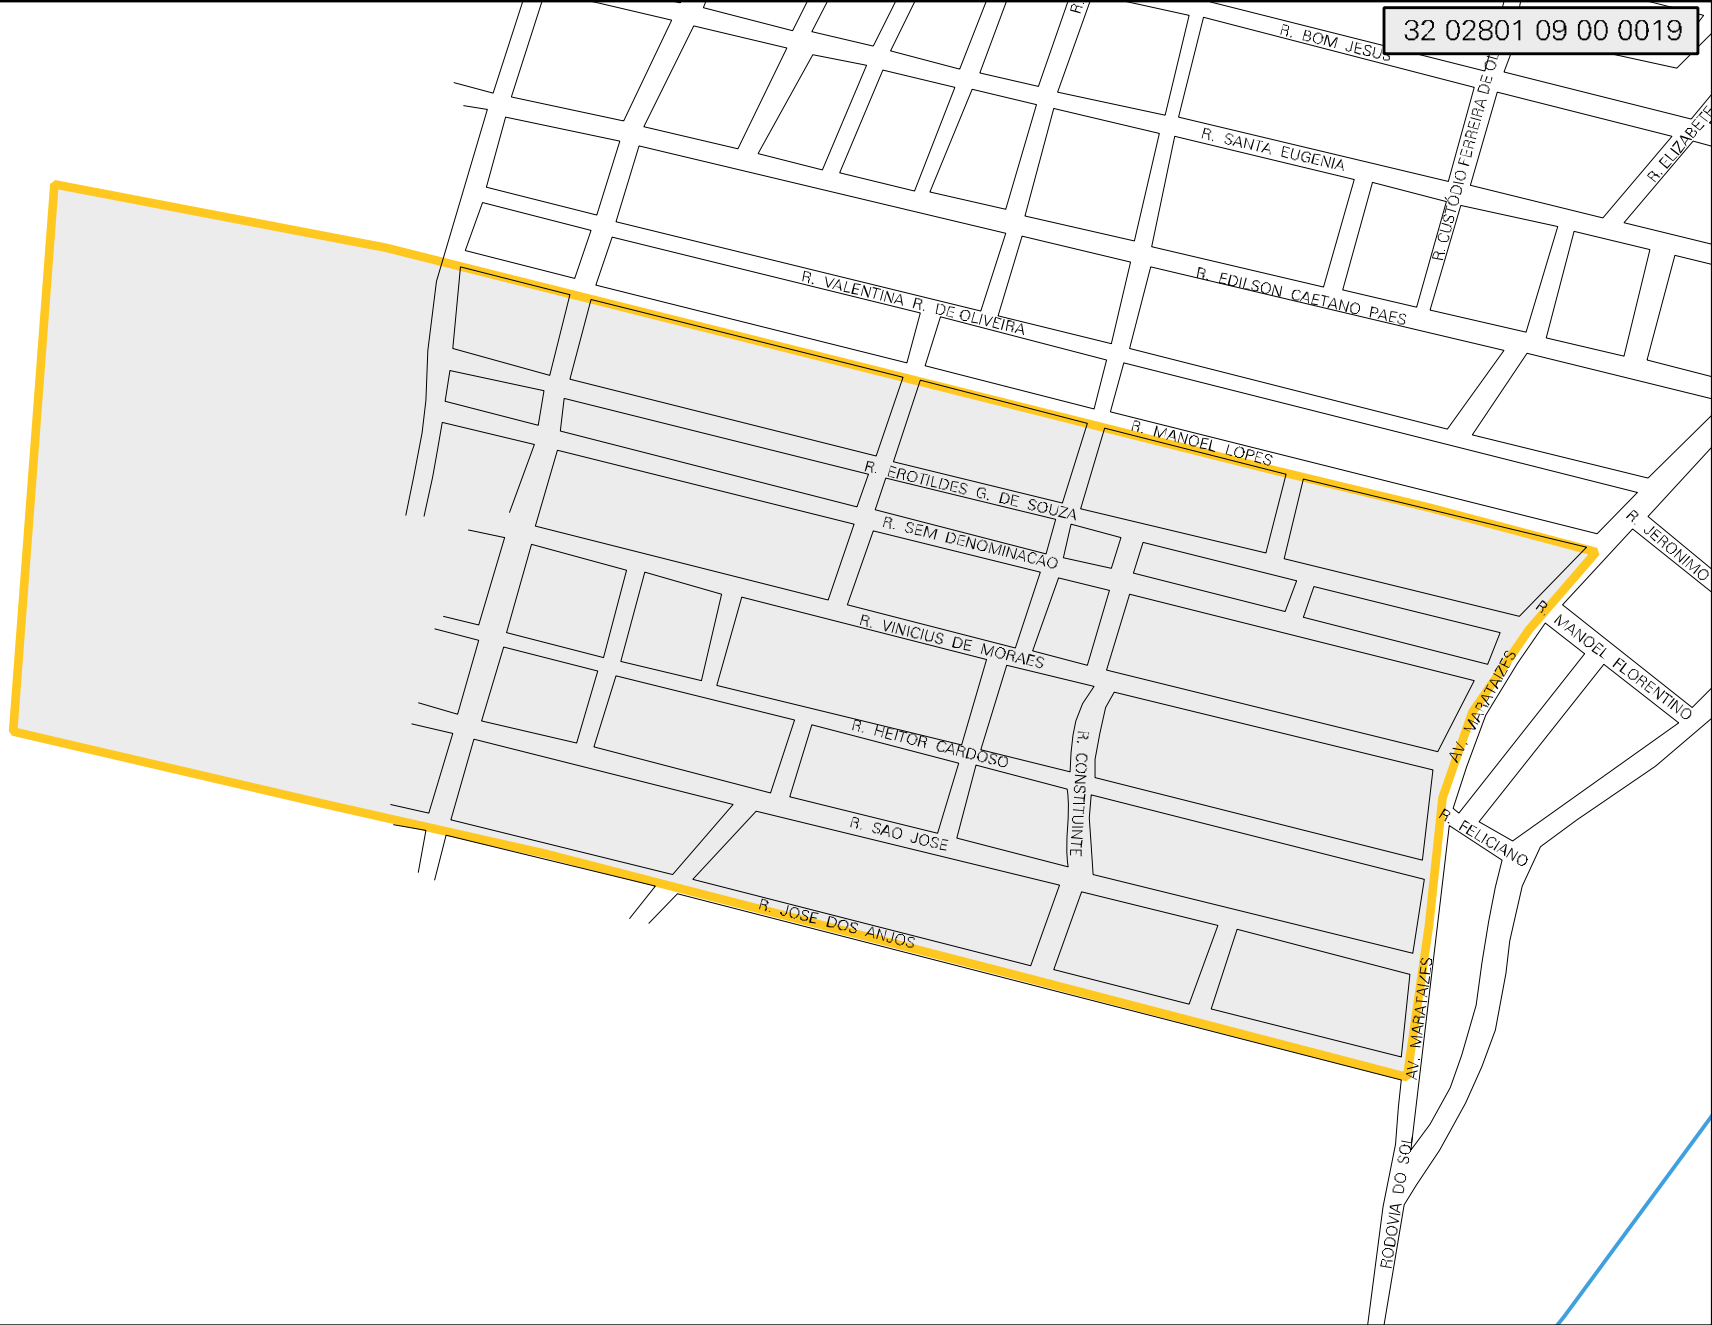 R.
R. BOM JESUS
32 02801 09 00 0019
R. CUSTÓDIO FERREIRA DE OL
R. ELIZABETE
R. SANTA EUGENIA
R. EDILSON CAETANO PAES
R. VALENTINA R. DE OLIVEIRA
R. MANOEL LOPES
R. EROTILDES G. DE SOUZA
R. SEM DENOMINACAO
R. JERONIMO
R. MANOEL FLORENTINO
R. VINICIUS DE MORAES
AV. MARATAIZES
R. HEITOR CARDOSO
R. CONSTITUINTE
R. SAO JOSE
R. FELICIANO
R. JOSE DOS ANJOS
AV. MARATAIZES
RODOVIA DO SOL